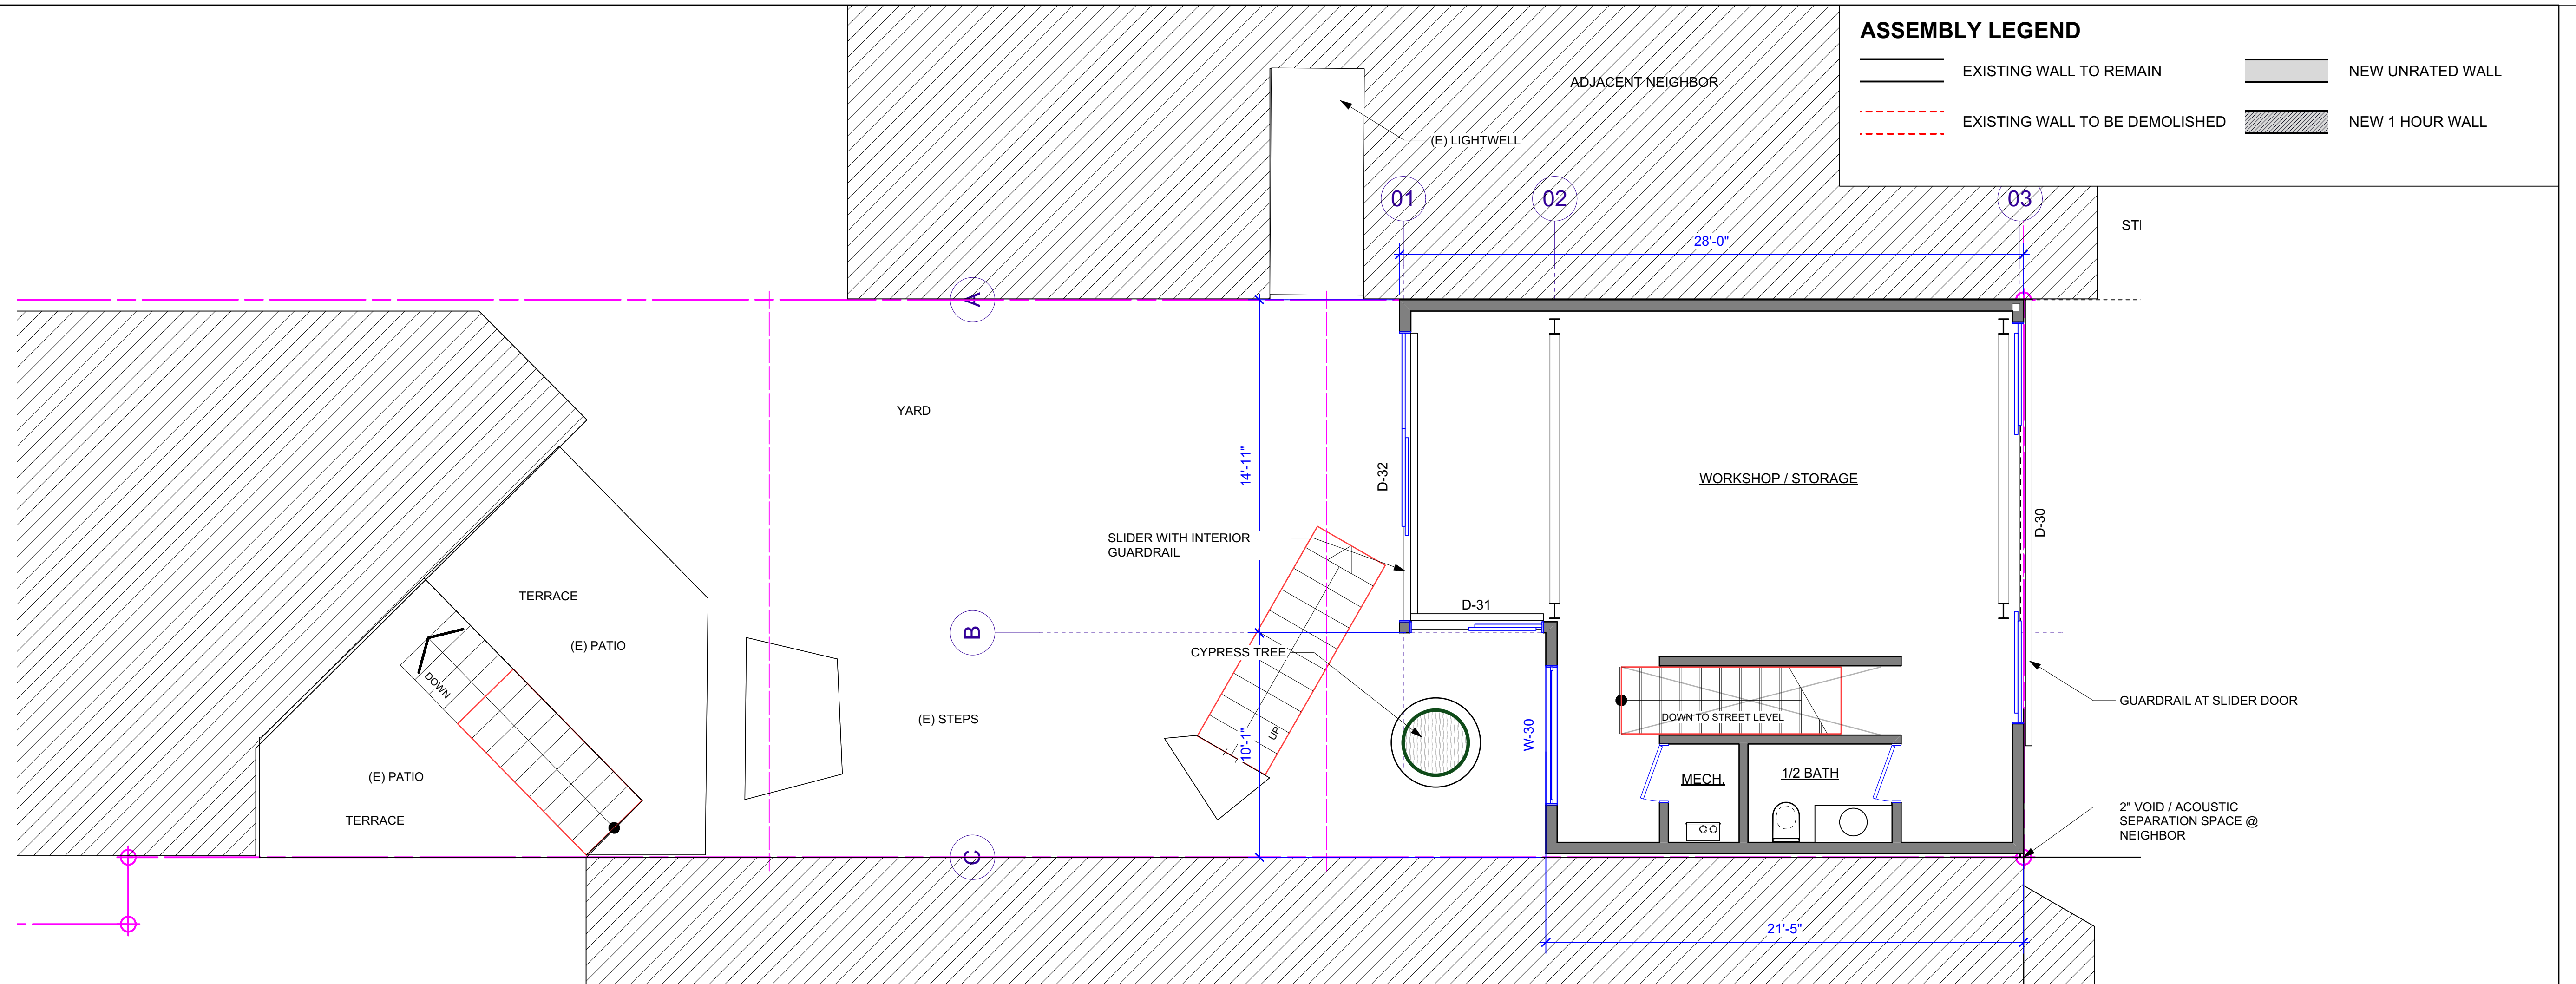 ASSEMBLY LEGEND
EXISTING WALL TO REMAIN
NEW UNRATED WALL
EXISTING WALL TO BE DEMOLISHED
NEW 1 HOUR WALL
ADJACENT NEIGHBOR
(E) LIGHTWELL
01
02
03
28'-0"
A
YARD
14'-11"
D-32
WORKSHOP / STORAGE
D-30
SLIDER WITH INTERIOR
GUARDRAIL
TERRACE
(E) PATIO
D-31
B
CYPRESS TREE
DOWN
(E) STEPS
UP
10'-1"
W-30
DOWN TO STREET LEVEL
GUARDRAIL AT SLIDER DOOR
(E) PATIO
TERRACE
MECH.
1/2 BATH
2" VOID / ACOUSTIC
SEPARATION SPACE @
NEIGHBOR
C
21'-5"